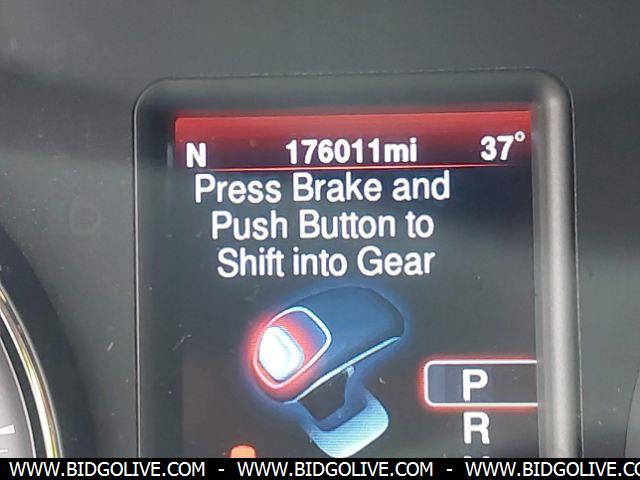 N 176011mi 37°
Press Brake and
Push Button to
Shift into Gear
P
R
WWW.BIDGOLIVE.COM - WWW.BIDGOLIVE.COM - WWW.BIDGOLIVE.CO